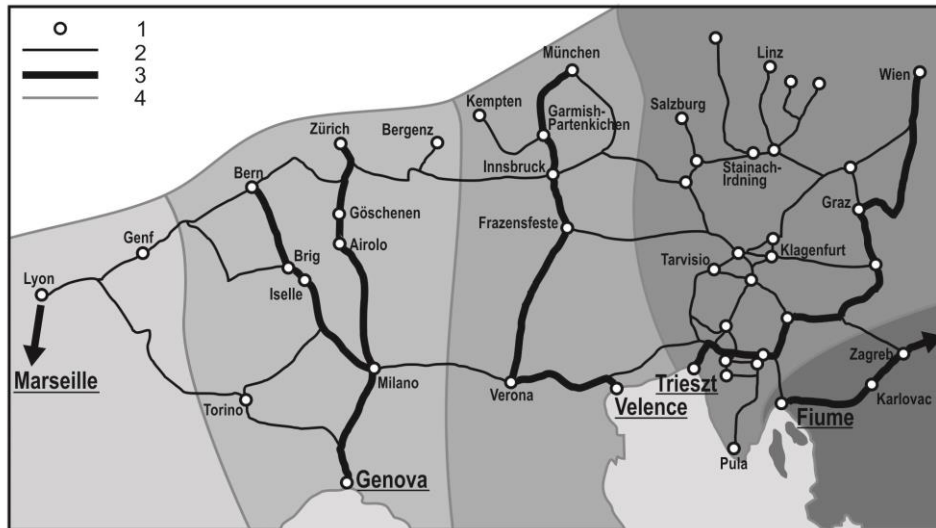 1
2
3
4
München
Linz
Wien
Kempten
Garmish-
Partenkichen
Salzburg
Zürich
Bergenz
Innsbruck
Stainach-
Irdning
Bern
Göschenen
Graz
Frazensfeste
Genf
Airolo
Brig
Klagenfurt
Tarvisio
Lyon
Iselle
Marseille
Milano
Zagreb
Trieszt
Verona
Velence
Karlovac
Torino
Fiume
Pula
Genova